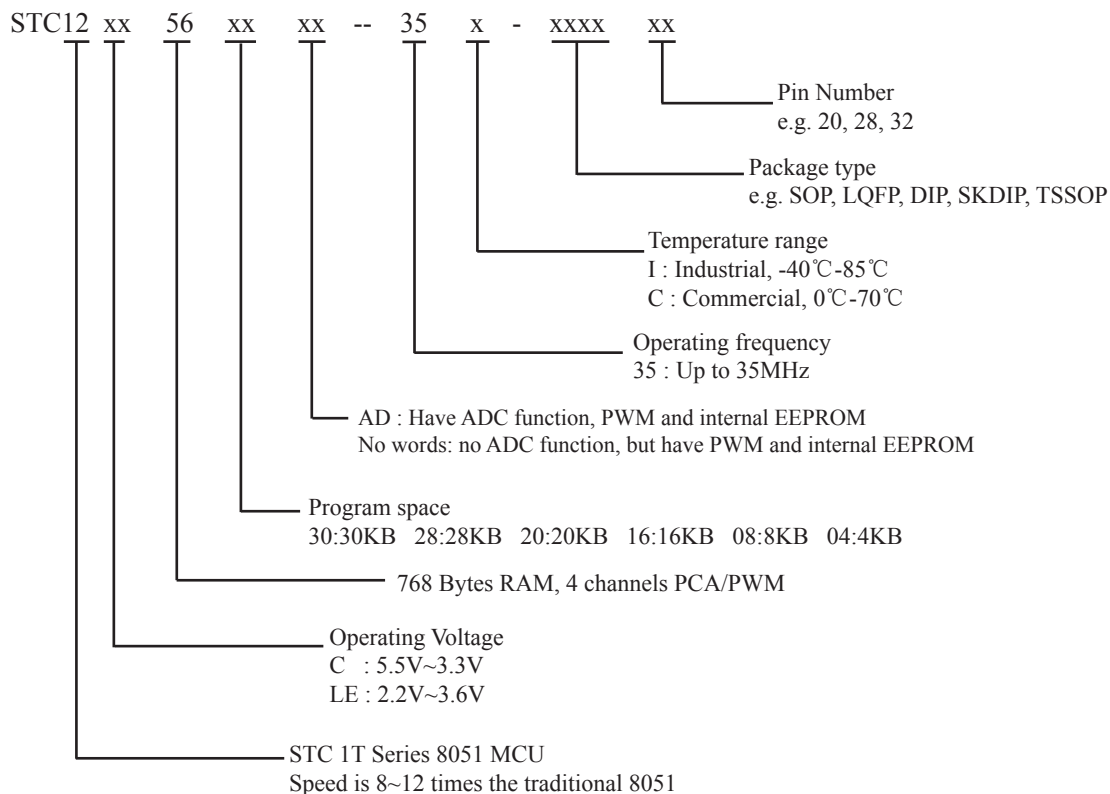 STC12 xx 56 xx xx -- 35 x - xxxx xx
Pin Number
e.g. 20, 28, 32
Package type
e.g. SOP, LQFP, DIP, SKDIP, TSSOP
Temperature range
I : Industrial, -40℃-85℃
C : Commercial, 0℃-70℃
Operating frequency
35 : Up to 35MHz
AD : Have ADC function, PWM and internal EEPROM
No words: no ADC function, but have PWM and internal EEPROM
Program space
30:30KB 28:28KB 20:20KB 16:16KB 08:8KB 04:4KB
768 Bytes RAM, 4 channels PCA/PWM
Operating Voltage
C : 5.5V~3.3V
LE : 2.2V~3.6V
STC 1T Series 8051 MCU
Speed is 8~12 times the traditional 8051